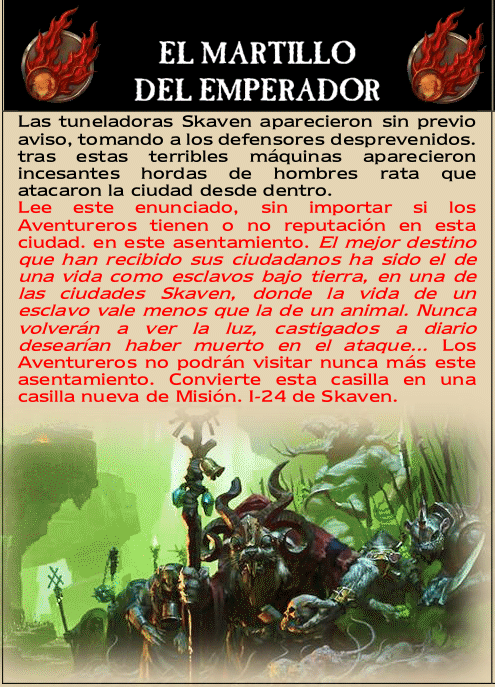 EL MARTILLO
DEL EMPERADOR
Las tuneladoras Skaven aparecieron sin previo
aviso, tomando a los defensores desprevenidos.
tras estas terribles máquinas aparecieron
incesantes hordas de hombres rata que
atacaron la ciudad desde dentro.
Lee este enunciado, sin importar si los
Aventureros tienen o no reputación en esta
ciudad. en este asentamiento. El mejor destino
que han recibido sus ciudadanos ha sido el de
una vida como esclavos bajo tierra, en una de
las ciudades Skaven, donde la vida de un
esclavo vale menos que la de un animal. Nunca
volverán a ver la luz, castigados a diario
desearían haber muerto en el ataque... Los
Aventureros no podrán visitar nunca más este
asentamiento. Convierte esta casilla en una
casilla nueva de Misión. I-24 de Skaven.